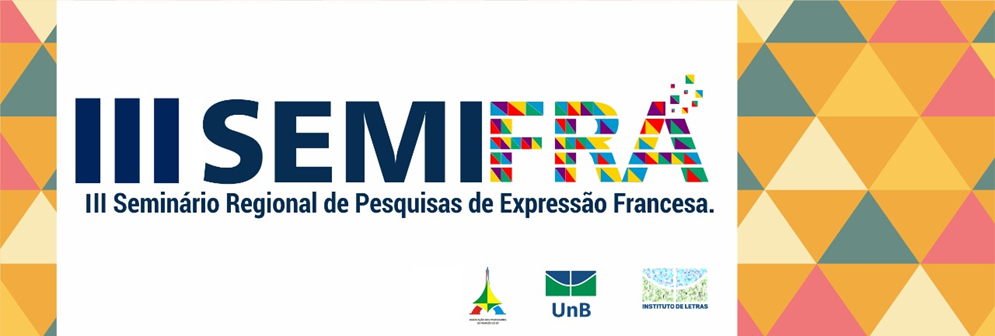 III SEMIFRA
III Seminário Regional de Pesquisas de Expressão Francesa.
UnB
INSTITUTO DE LETRAS